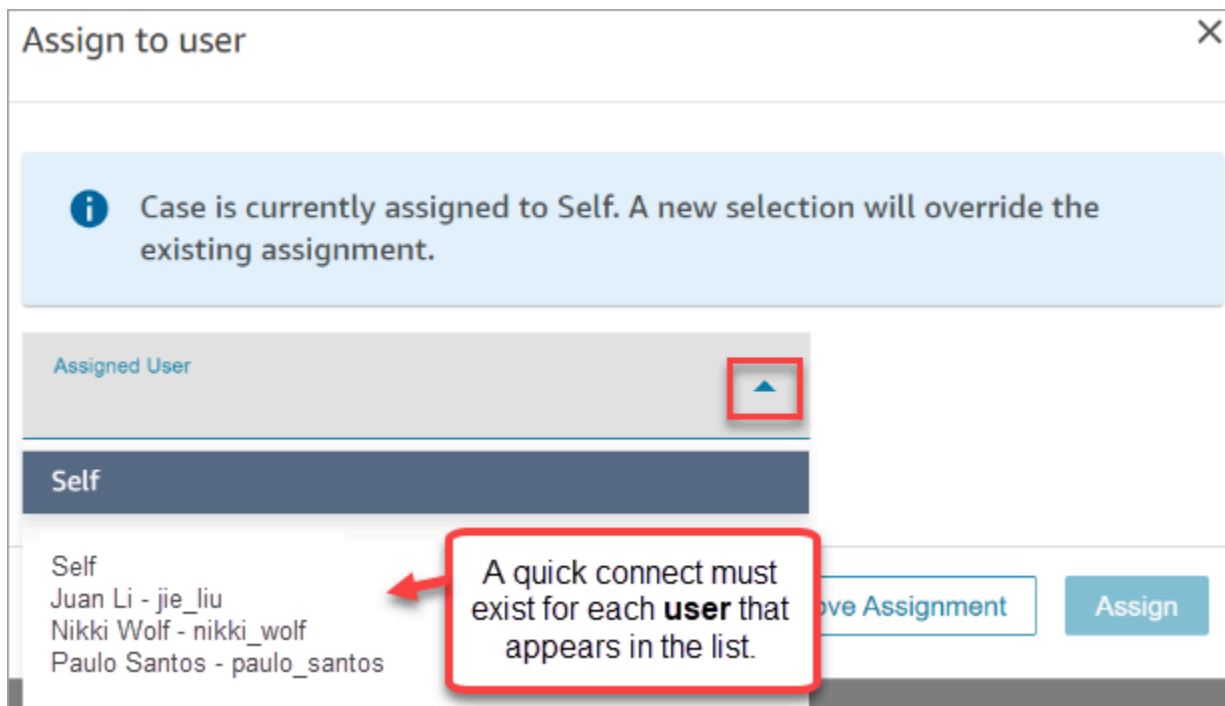 Assign to user
Case is currently assigned to Self. A new selection will override the
existing assignment.
Assigned User
Self
Self
Juan Li - jie_liu
Nikki Wolf - nikki_wolf
Paulo Santos - paulo_santos
A quick connect must
exist for each user that
appears in the list.
Assignment
Assign